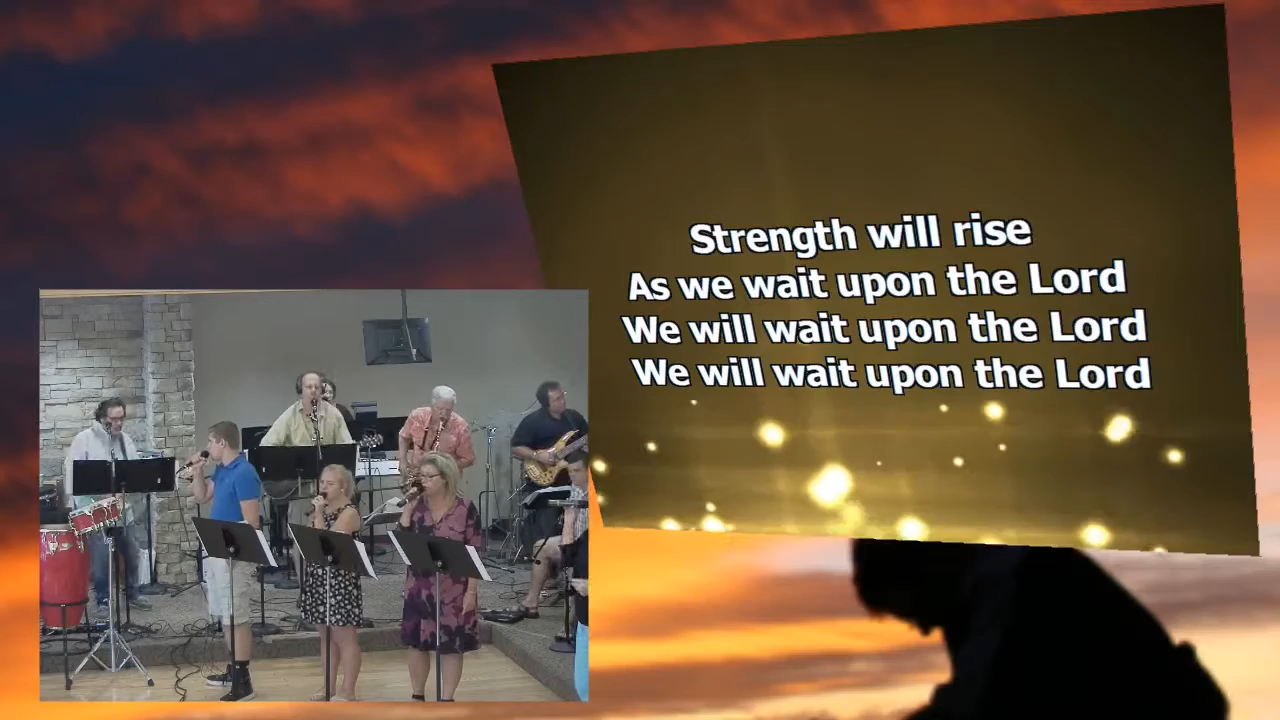 Strength will rise
As we wait upon the Lord
We will wait upon the Lord
We will wait upon the Lord